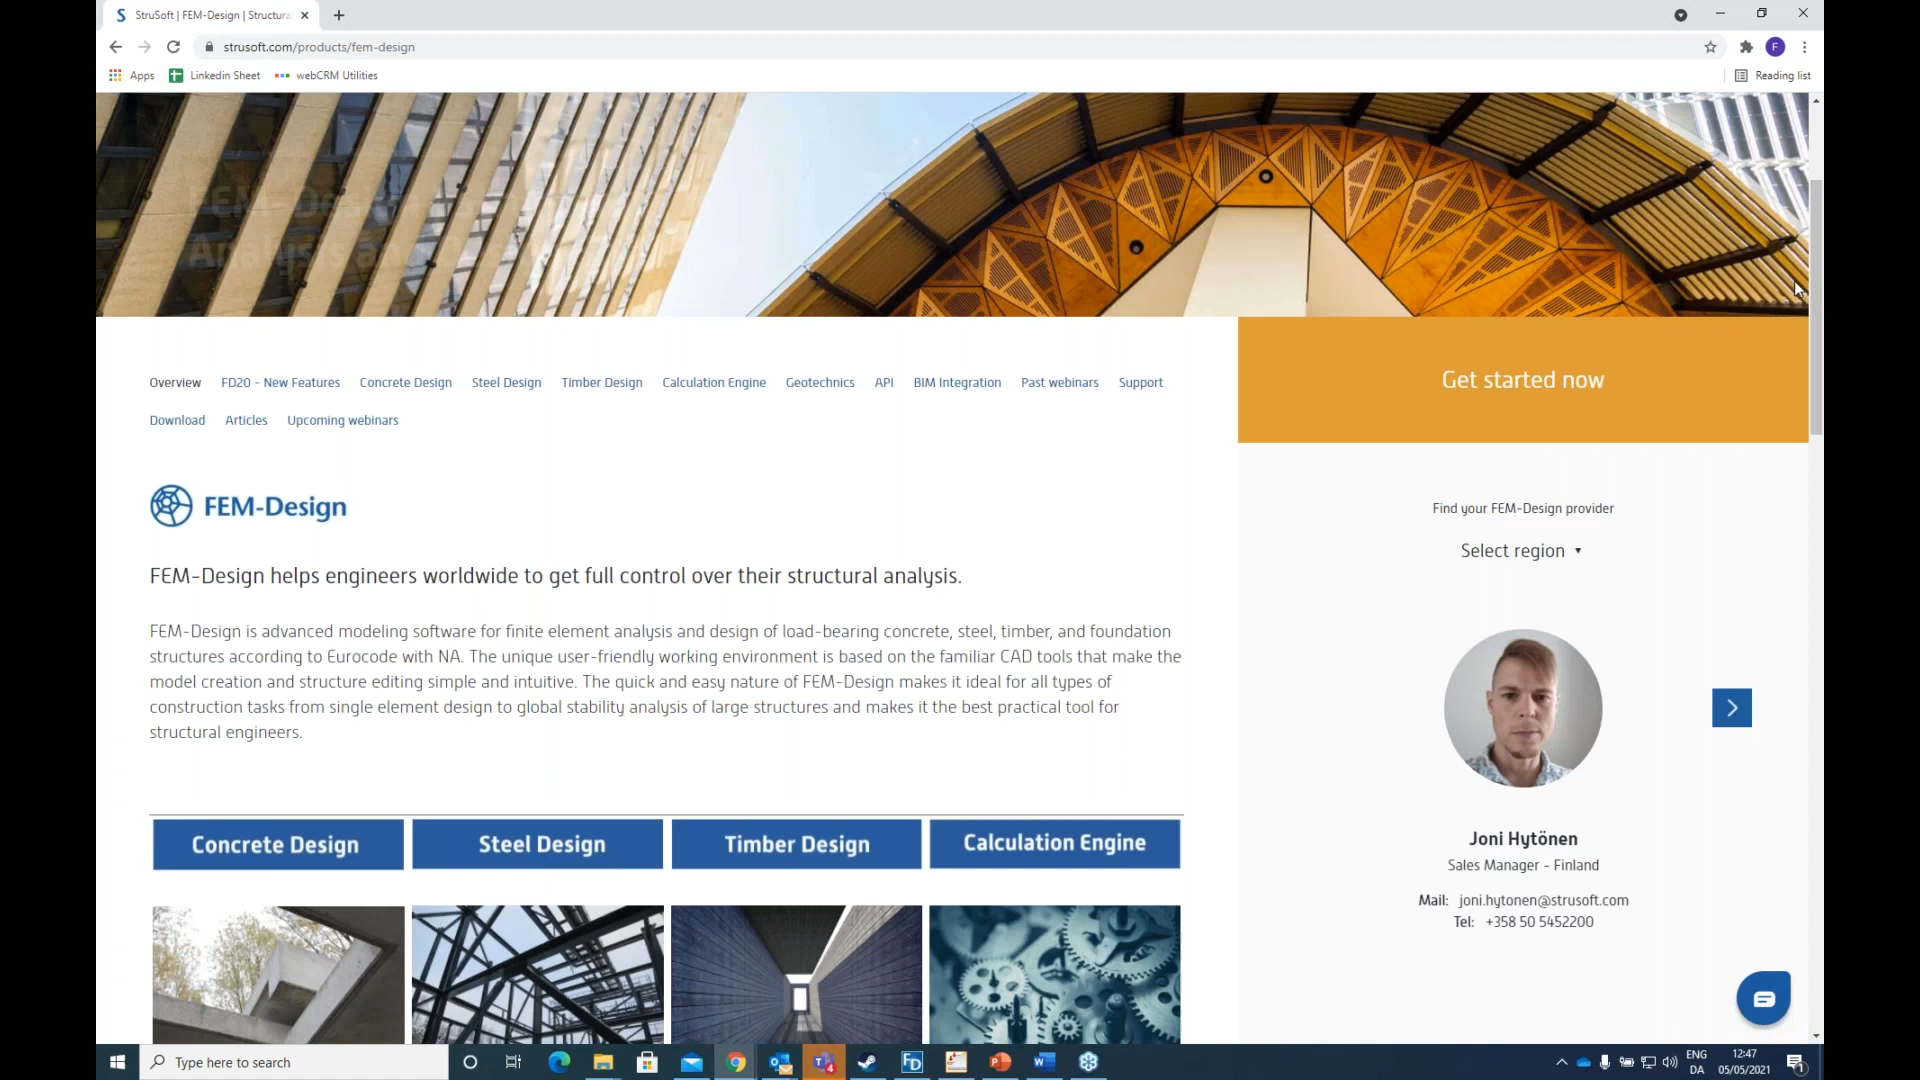 StruSoft | FEM-Design | Structura
strusoft.com/products/fem-design
F
Apps
Linkedin Sheet
webCRM Utilities
Reading list
Overview
FD20 - New Features
Concrete Design
Steel Design
Timber Design
Calculation Engine
Geotechnics
API
BIM Integration
Past webinars
Support
Download
Articles
Upcoming webinars
FEM-Design
FEM-Design helps engineers worldwide to get full control over their structural analysis.
FEM-Design is advanced modeling software for finite element analysis and design of load-bearing concrete, steel, timber, and foundation
structures according to Eurocode with NA. The unique user-friendly working environment is based on the familiar CAD tools that make the
model creation and structure editing simple and intuitive. The quick and easy nature of FEM-Design makes it ideal for all types of
construction tasks from single element design to global stability analysis of large structures and makes it the best practical tool for
structural engineers.
Concrete Design
Steel Design
Timber Design
Calculation Engine
Get started now
Find your FEM-Design provider
Select region
Joni Hytönen
Sales Manager - Finland
Mail: joni.hytonen@strusoft.com
Tel: +358 50 5452200
Type here to search
ENG
DA
12:47
05/05/2021